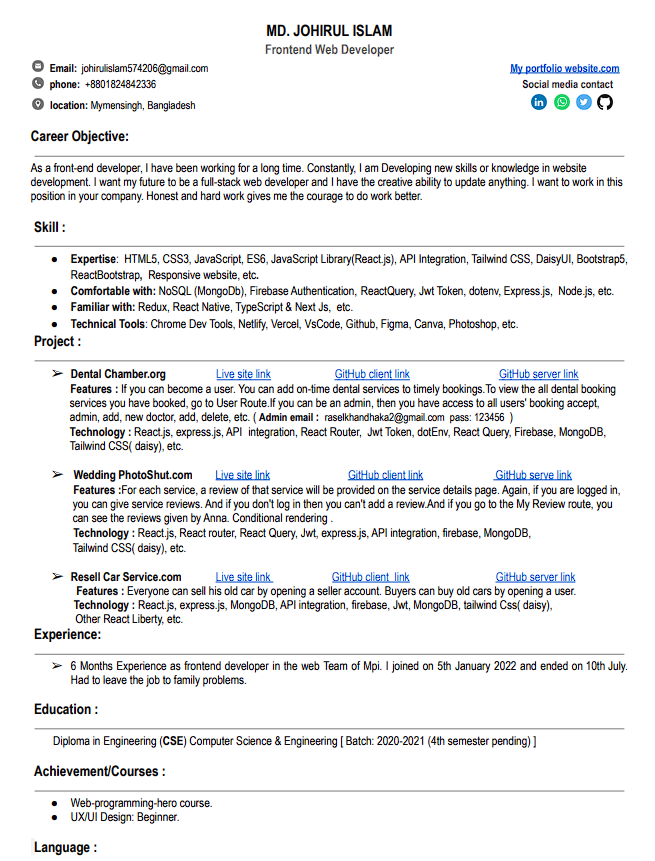 MD. JOHIRUL ISLAM
Frontend Web Developer
Email: johirulislam574206@gmail.com
My portfolio website.com
phone: +8801824842336
Social media contact
location: Mymensingh, Bangladesh
in
Career Objective:
As a front-end developer, I have been working for a long time. Constantly, I am Developing new skills or knowledge in website
development. I want my future to be a full-stack web developer and I have the creative ability to update anything. I want to work in this
position in your company. Honest and hard work gives me the courage to do work better.
Skill :
● Expertise: HTML5, CSS3, JavaScript, ES6, JavaScript Library(React.js), API Integration, Tailwind CSS, DaisyUI, Bootstrap5,
ReactBootstrap, Responsive website, etc.
● Comfortable with: NoSQL (MongoDb), Firebase Authentication, ReactQuery, Jwt Token, dotenv, Express.js, Node.js, etc.
● Familiar with: Redux, React Native, TypeScript & Next Js, etc.
● Technical Tools: Chrome Dev Tools, Netlify, Vercel, VsCode, Github, Figma, Canva, Photoshop, etc.
Project :
➢ Dental Chamber.org Live site link GitHub client link GitHub server link
Features : If you can become a user. You can add on-time dental services to timely bookings.To view the all dental booking
services you have booked, go to User Route.If you can be an admin, then you have access to all users' booking accept,
admin, add, new doctor, add, delete, etc. ( Admin email : raselkhandhaka2@gmail.com pass: 123456 )
Technology : React.js, express.js, API integration, React Router, Jwt Token, dotEnv, React Query, Firebase, MongoDB,
Tailwind CSS( daisy), etc.
➢ Wedding PhotoShut.com Live site link GitHub client link GitHub serve link
Features :For each service, a review of that service will be provided on the service details page. Again, if you are logged in,
you can give service reviews. And if you don't log in then you can't add a review.And if you go to the My Review route, you
can see the reviews given by Anna. Conditional rendering .
Technology : React.js, React router, React Query, Jwt, express.js, API integration, firebase, MongoDB,
Tailwind CSS( daisy), etc.
➢ Resell Car Service.com Live site link GitHub client link GitHub server link
Features : Everyone can sell his old car by opening a seller account. Buyers can buy old cars by opening a user.
Technology : React.js, express.js, MongoDB, API integration, firebase, Jwt, MongoDB, tailwind Css( daisy),
Other React Liberty, etc.
Experience:
➢ 6 Months Experience as frontend developer in the web Team of Mpi. I joined on 5th January 2022 and ended on 10th July.
Had to leave the job to family problems.
Education :
Diploma in Engineering (CSE) Computer Science & Engineering [ Batch: 2020-2021 (4th semester pending) ]
Achievement/Courses :
● Web-programming-hero course.
● UX/UI Design: Beginner.
Language :